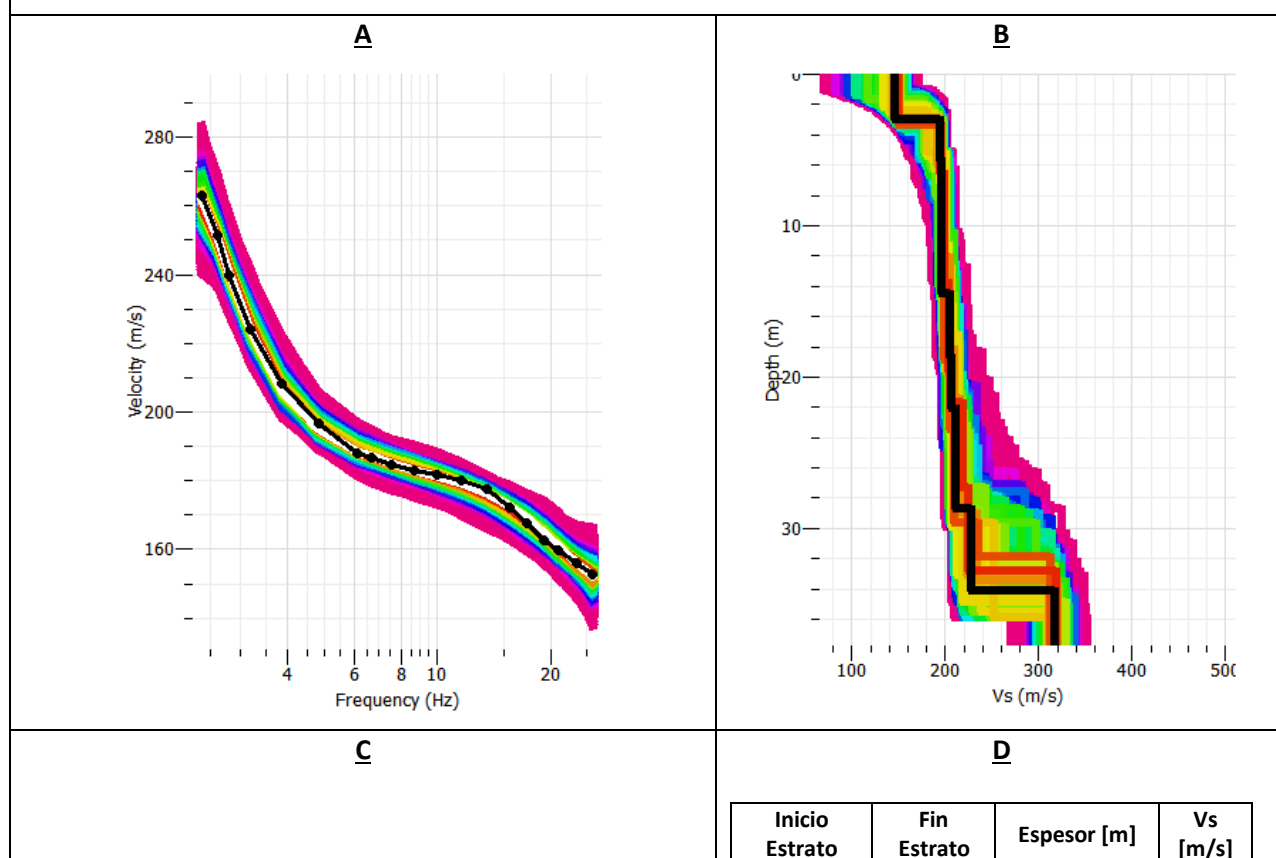 A
280
240
200
160
Velocity (m/s)
4 6 8 10 20
Frequency (Hz)
B
10
20
30
Depth (m)
100 200 300 400
Vs (m/s)
C
D
Inicio Estrato
Fin Estrato
Espesor [m]
Vs [m/s]